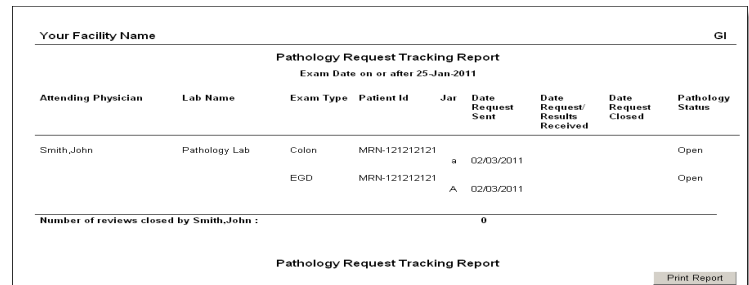 Your Facility Name GI
Pathology Request Tracking Report
Exam Date on or after 25-Jan-2011
Attending Physician Lab Name Exam Type Patient Id Jar Date Request Sent Date Request/ Results Received Date Request Closed Pathology Status
Smith,John Pathology Lab Colon MRN-121212121 Open
a 02/03/2011
EGD MRN-121212121 Open
A 02/03/2011
Number of reviews closed by Smith,John : 0
Pathology Request Tracking Report
Print Report